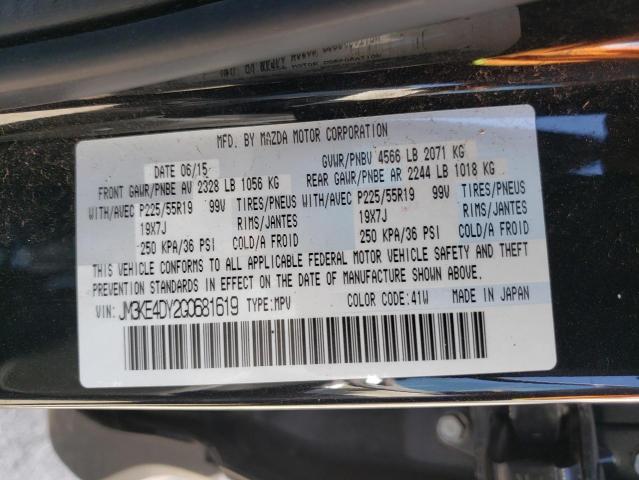 MFD. BY MAZDA MOTOR CORPORATION
DATE 06/15 GVWR/PNBV 4566 LB 2071 KG
FRONT GAWR/PNBE AV 2328 LB 1056 KG REAR GAWR/PNBE AR 2244 LB 1018 KG
WITH/AVEC P225/55R19 99V TIRES/PNEUS WITH/AVEC P225/55R19 99V TIRES/PNEUS
19X7J RIMS/JANTES 19X7J RIMS/JANTES
250 KPA/36 PSI COLD/A FROID 250 KPA/36 PSI COLD/A FROID
THIS VEHICLE CONFORMS TO ALL APPLICABLE FEDERAL MOTOR VEHICLE SAFETY AND THEFT
PREVENTION STANDARDS IN EFFECT ON THE DATE OF MANUFACTURE SHOWN ABOVE.
VIN: JM3KE4DY2G0681619 TYPE:MPV COLOR CODE:41W MADE IN JAPAN